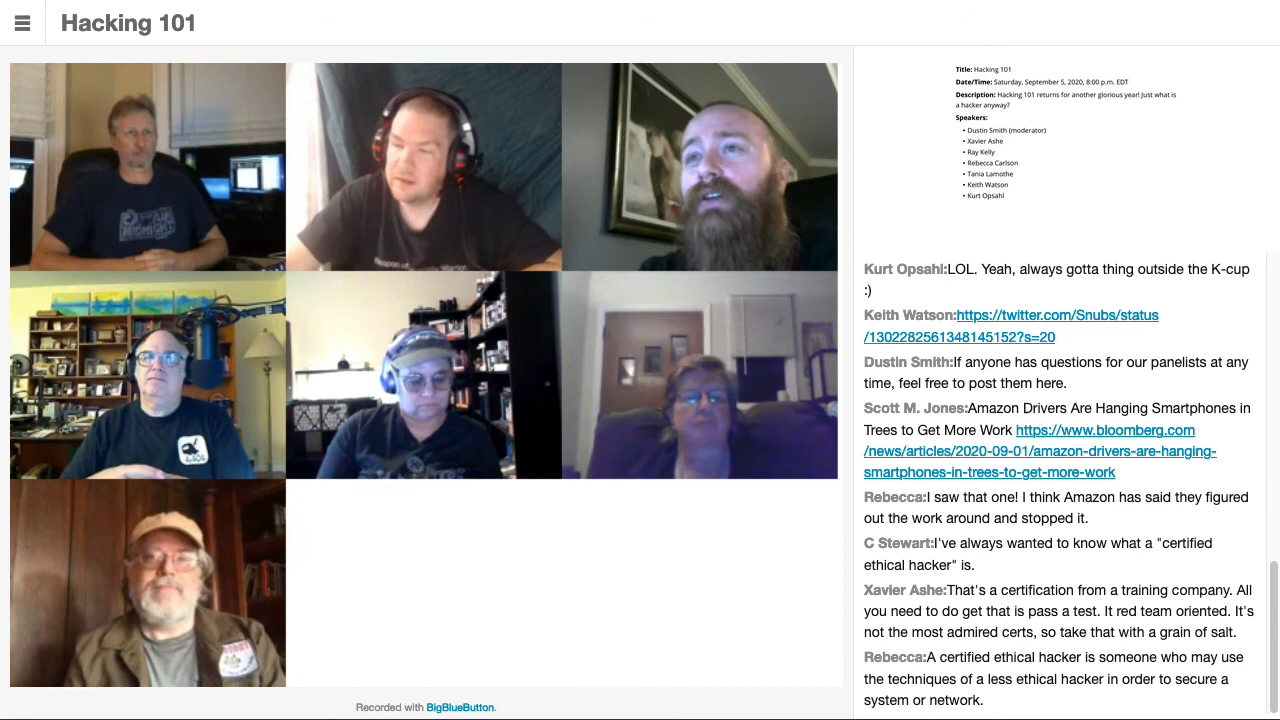 Hacking 101
Title: Hacking 101
Date/Time: Saturday, September 5, 2020, 8:00 p.m. EDT
Description: Hacking 101 returns for another glorious year! Just what is
a hacker anyway?
Speakers:
• Dustin Smith (moderator)
• Xavier Ashe
• Ray Kelly
• Rebecca Carlson
• Tania Lamothe
• Keith Watson
• Kurt Opsahl
Kurt Opsahl:LOL. Yeah, always gotta thing outside the K-cup
:)
Keith Watson:https://twitter.com/Snubs/status
/1302282561348145152?s=20
Dustin Smith:If anyone has questions for our panelists at any
time, feel free to post them here.
Scott M. Jones:Amazon Drivers Are Hanging Smartphones in
Trees to Get More Work https://www.bloomberg.com
/news/articles/2020-09-01/amazon-drivers-are-hanging-
smartphones-in-trees-to-get-more-work
Rebecca:I saw that one! I think Amazon has said they figured
out the work around and stopped it.
C Stewart:I've always wanted to know what a "certified
ethical hacker" is.
Xavier Ashe:That's a certification from a training company. All
you need to do get that is pass a test. It red team oriented. It's
not the most admired certs, so take that with a grain of salt.
Rebecca:A certified ethical hacker is someone who may use
the techniques of a less ethical hacker in order to secure a
system or network.
MIDNIGHT
Recorded with BigBlueButton.